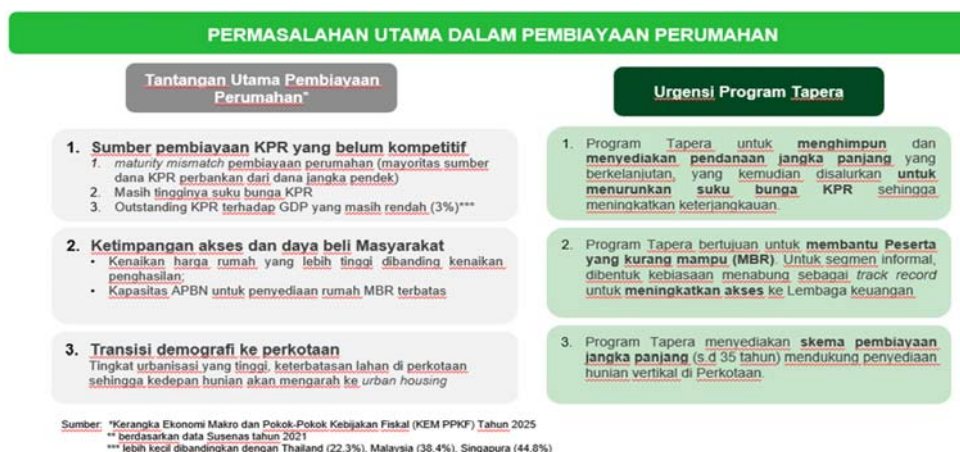 PERMASALAHAN UTAMA DALAM PEMBIAYAAN PERUMAHAN
Tantangan Utama Pembiayaan
Perumahan*
1. Sumber pembiayaan KPR yang belum kompetitif
1. maturity mismatch pembiayaan perumahan (mayoritas sumber
dana KPR perbankan dari dana jangka pendek)
2. Masih tingginya suku bunga KPR
3. Outstanding KPR terhadap GDP yang masih rendah (3%)***
2. Ketimpangan akses dan daya beli Masyarakat
• Kenaikan harga rumah yang lebih tinggi dibanding kenaikan
penghasilan;
• Kapasitas APBN untuk penyediaan rumah MBR terbatas
3. Transisi demografi ke perkotaan
Tingkat urbanisasi yang tinggi, keterbatasan lahan di perkotaan
sehingga kedepan hunian akan mengarah ke urban housing
Urgensi Program Tapera
1. Program Tapera untuk menghimpun dan
menyediakan pendanaan jangka panjang yang
berkelanjutan, yang kemudian disalurkan untuk
menurunkan suku bunga KPR sehingga
meningkatkan keterjangkauan.
2. Program Tapera bertujuan untuk membantu Peserta
yang kurang mampu (MBR). Untuk segmen informal,
dibentuk kebiasaan menabung sebagai track record
untuk meningkatkan akses ke Lembaga keuangan
3. Program Tapera menyediakan skema pembiayaan
jangka panjang (s.d 35 tahun) mendukung penyediaan
hunian vertikal di Perkotaan.
Sumber: *Kerangka Ekonomi Makro dan Pokok-Pokok Kebijakan Fiskal (KEM PPKF) Tahun 2025
** berdasarkan data Susenas tahun 2021
*** lebih kecil dibandingkan dengan Thailand (22.3%), Malaysia (38.4%), Singapura (44.8%)